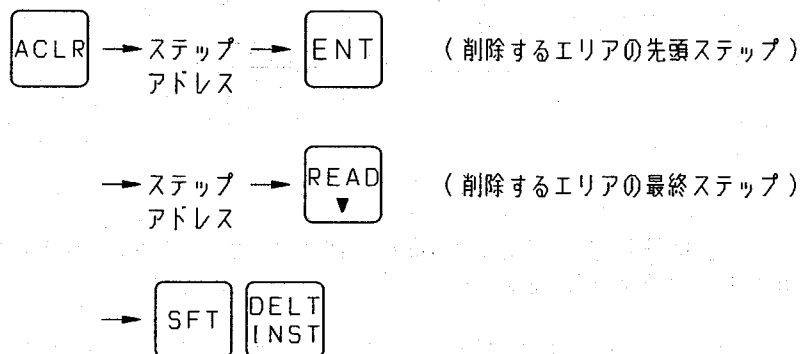 ACLR → ステップ → ENT （削除するエリアの先頭ステップ）
アドレス
→ ステップ → READ （削除するエリアの最終ステップ）
アドレス ▼
→ SFT DELT
INST